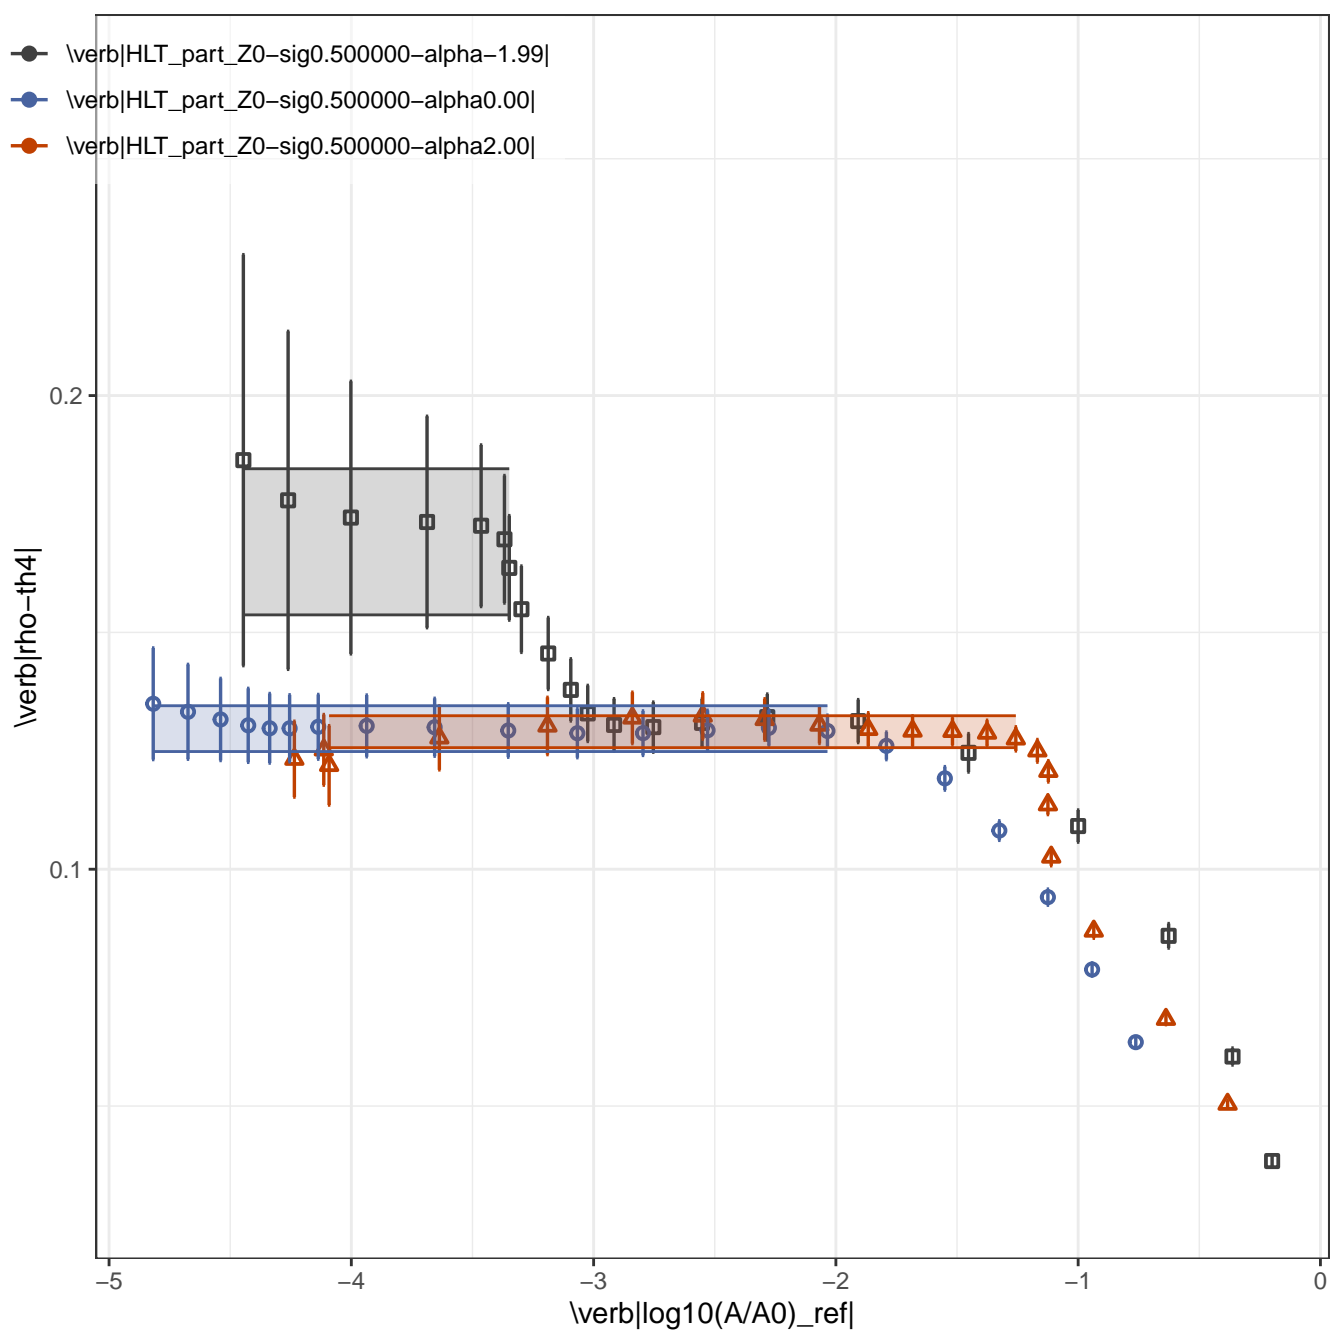 \verb|HLT_part_Z0−sig0.500000−alpha−1.99|
\verb|HLT_part_Z0−sig0.500000−alpha0.00|
\verb|HLT_part_Z0−sig0.500000−alpha2.00|
0.2
0.1
\verb|rho−th4|
−5
−4
−3
−2
−1
0
\verb|log10(A/A0)_ref|